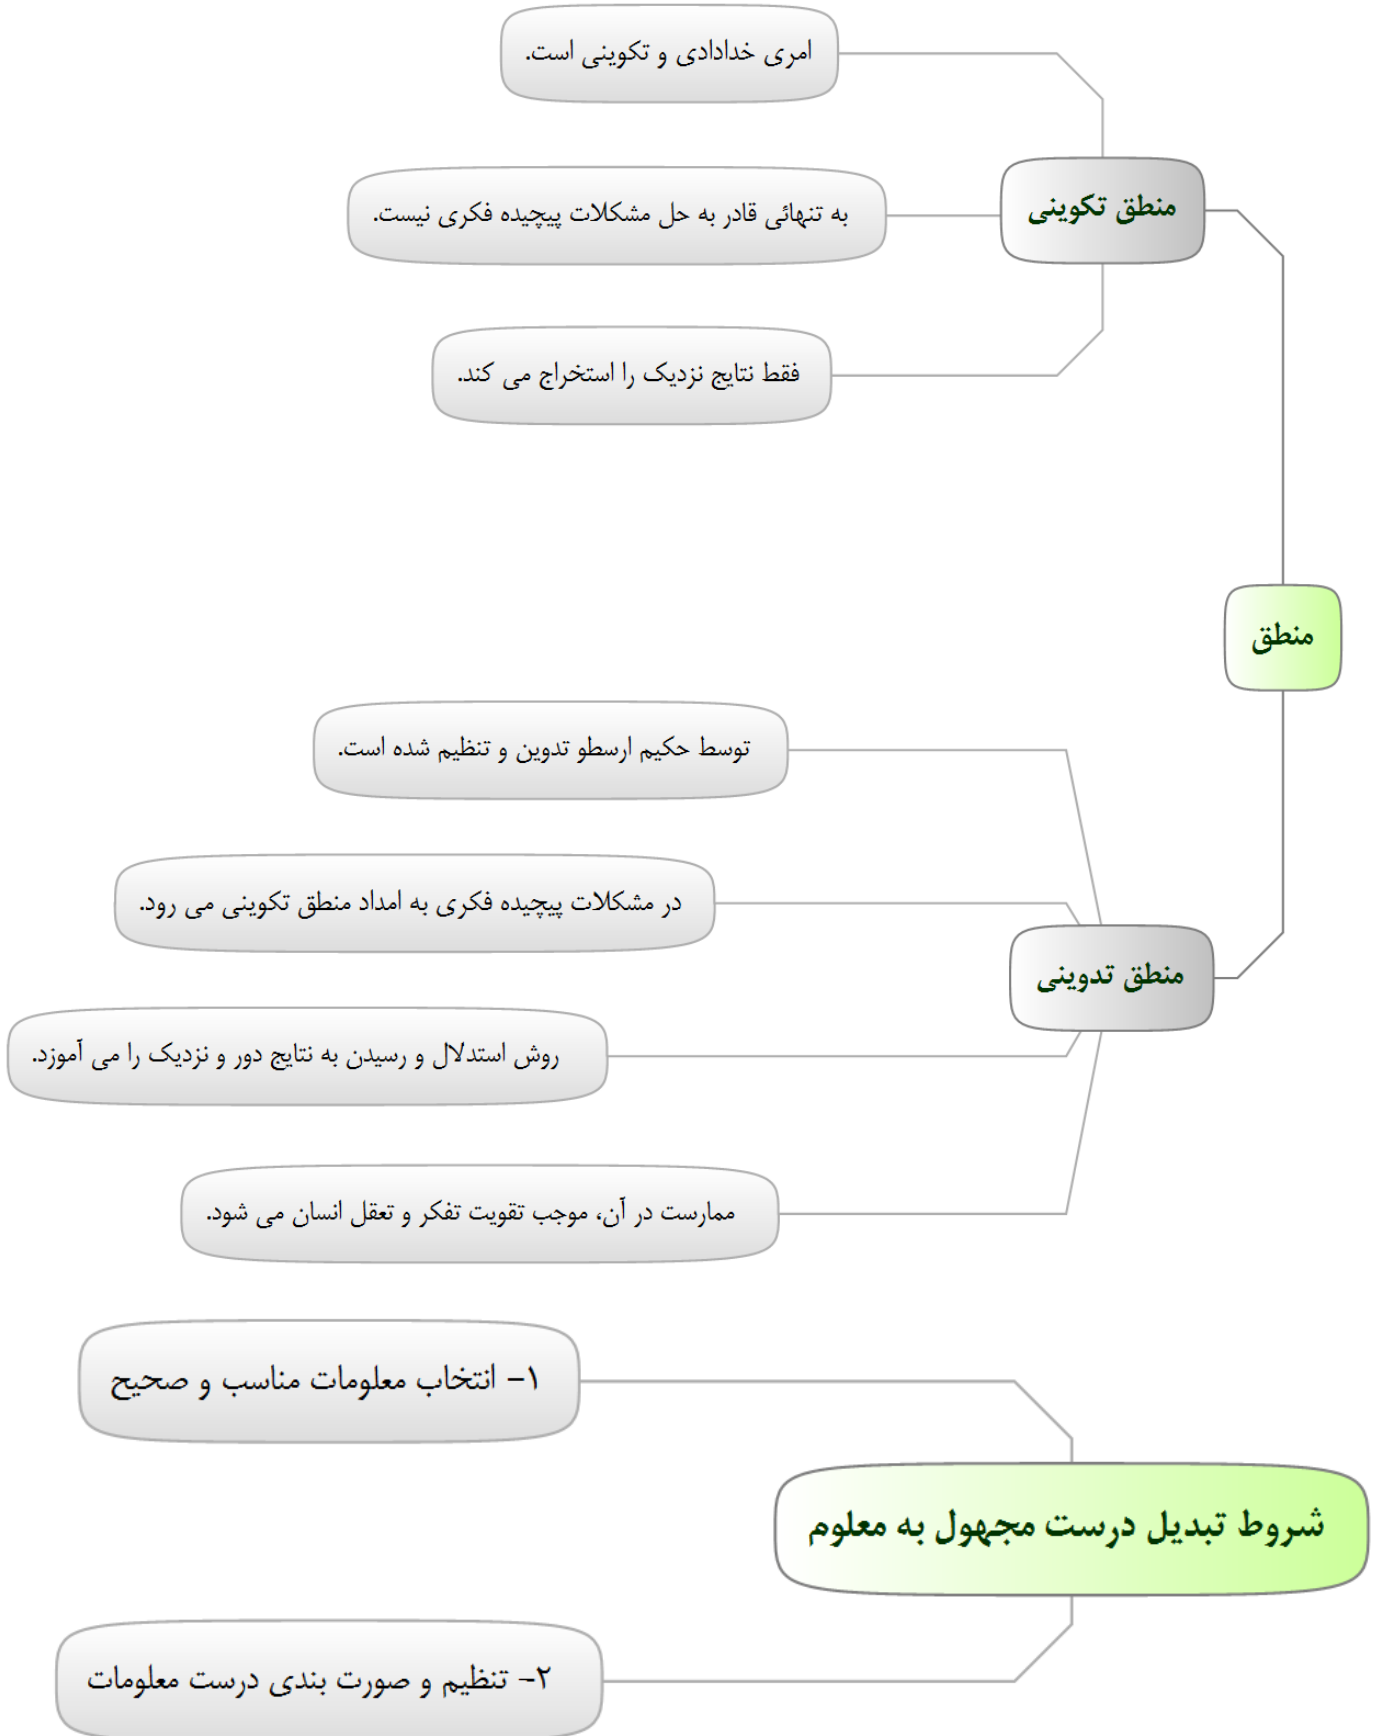 امری خدادادی و تکوینی است.
منطق تکوینی
به تنهائی قادر به حل مشکلات پیچیده فکری نیست.
فقط نتایج نزدیک را استخراج می کند.
منطق
توسط حکیم ارسطو تدوین و تنظیم شده است.
در مشکلات پیچیده فکری به امداد منطق تکوینی می رود.
منطق تدوینی
روش استدلال و رسیدن به نتایج دور و نزدیک را می آموزد.
ممارست در آن، موجب تقویت تفکر و تعقل انسان می شود.
۱- انتخاب معلومات مناسب و صحیح
شروط تبدیل درست مجهول به معلوم
۲- تنظیم و صورت بندی درست معلومات